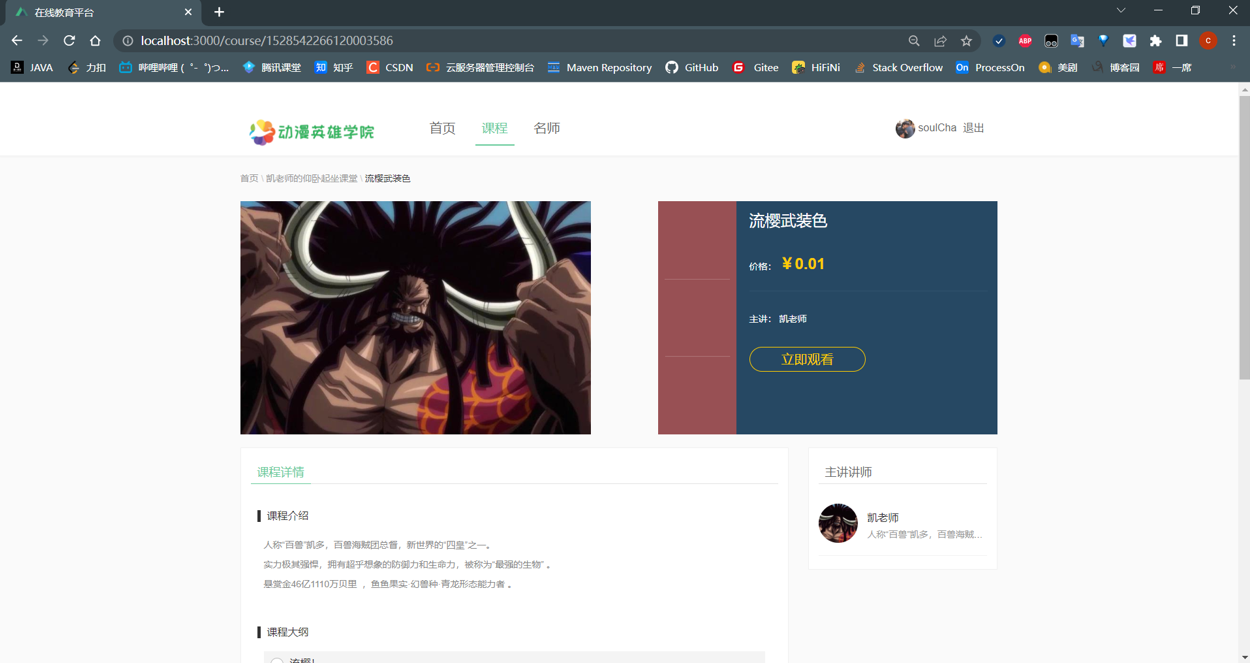 在线教育平台
localhost:3000/course/1528542266120003586
JAVA 力扣 哔哩哔哩 (゜-゜)つ... 腾讯课堂 知乎 CSDN 云服务器管理控制台 Maven Repository GitHub Gitee HiFiNi Stack Overflow ProcessOn 美剧 博客园 一席
动漫英雄学院 首页 课程 名师 soulCha 退出
首页 \ 凯老师的仰卧起坐课堂 \ 流樱武装色
流樱武装色
价格: ¥0.01
主讲: 凯老师
立即观看
课程详情
主讲讲师
课程介绍
凯老师
人称“百兽”凯多，百兽海贼...
人称“百兽”凯多，百兽海贼团总督，新世界的“四皇”之一。
实力极其强悍，拥有超乎想象的防御力和生命力，被称为“最强的生物” 。
悬赏金46亿1110万贝里 ，鱼鱼果实·幻兽种·青龙形态能力者 。
课程大纲
流樱!